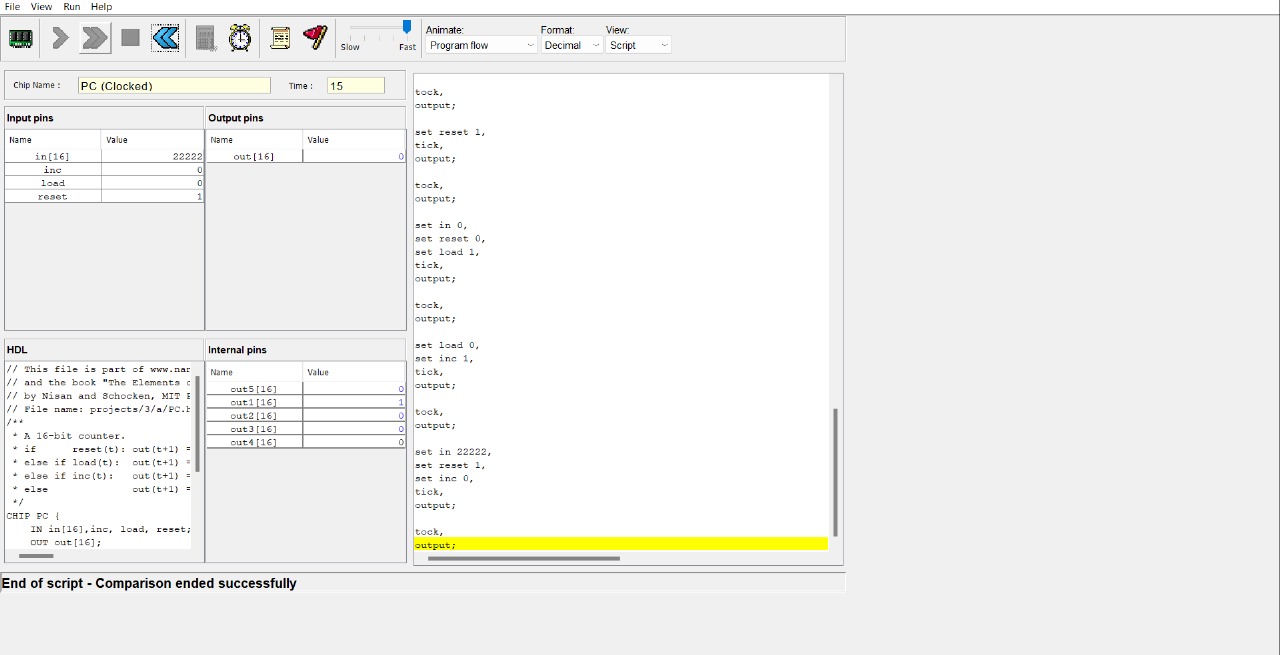 File View Run Help
Slow Fast
Animate: Format: View:
Program flow Decimal Script
Chip Name : PC (Clocked) Time : 15
Input pins
Name Value
in[16] 22222
inc 0
load 0
reset 1
Output pins
Name Value
out[16] 0
HDL
// This file is part of www.nan
// and the book "The Elements o
// by Nisan and Schocken, MIT P
// File name: projects/3/a/PC.h
/**
* A 16-bit counter.
* if reset(t): out(t+1) =
* else if load(t): out(t+1) =
* else if inc(t): out(t+1) =
* else out(t+1) =
*/
CHIP PC {
IN in[16],inc, load, reset;
OUT out[16];
Internal pins
Name Value
out5[16] 0
out1[16] 1
out2[16] 0
out3[16] 0
out4[16] 0
tock,
output;
set reset 1,
tick,
output;
tock,
output;
set in 0,
set reset 0,
set load 1,
tick,
output;
tock,
output;
set load 0,
set inc 1,
tick,
output;
tock,
output;
set in 22222,
set reset 1,
set inc 0,
tick,
output;
tock,
output;
End of script - Comparison ended successfully